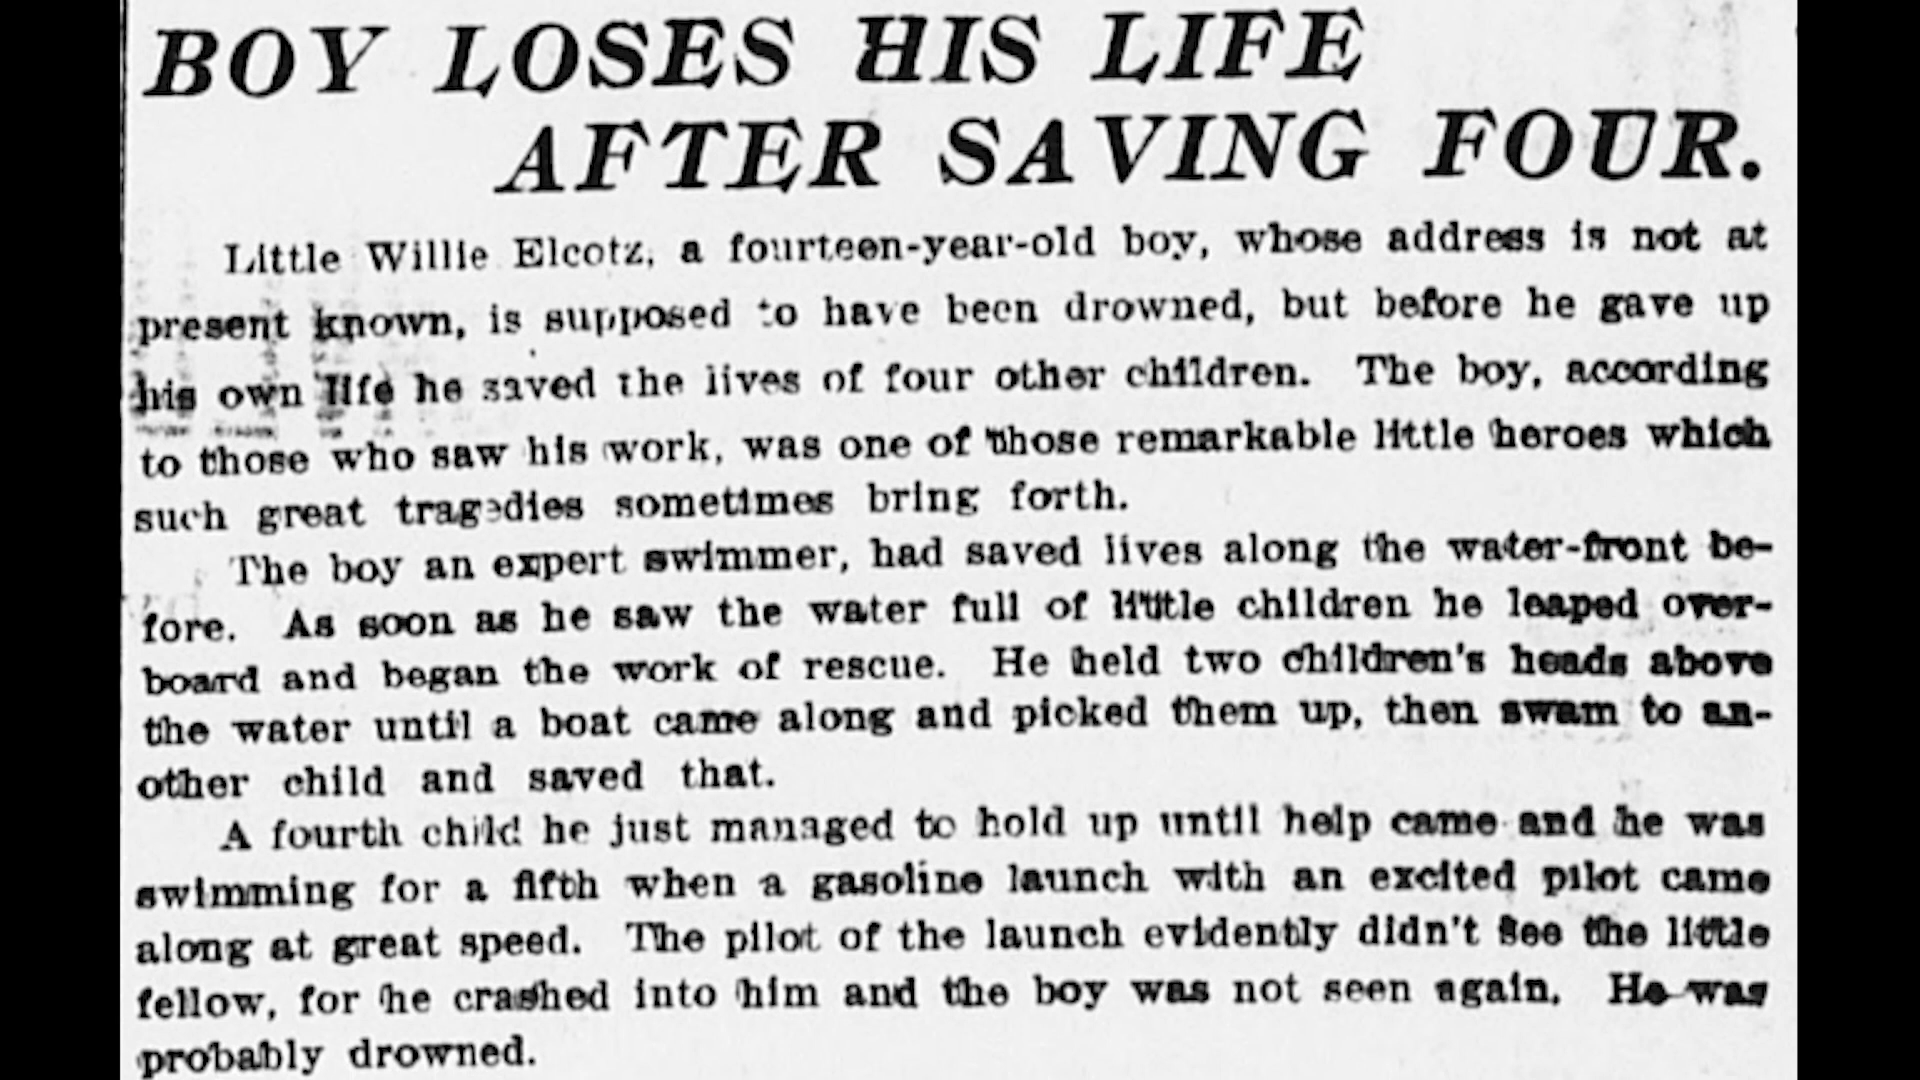 BOY LOSES HIS LIFE
AFTER SAVING FOUR.
Little Willie Elcotz, a fourteen-year-old boy, whose address is not at
present known, is supposed to have been drowned, but before he gave up
his own life he saved the lives of four other children. The boy, according
to those who saw his work, was one of those remarkable little heroes which
such great tragedies sometimes bring forth.
The boy an expert swimmer, had saved lives along the water-front be-
fore. As soon as he saw the water full of little children he leaped over-
board and began the work of rescue. He held two children's heads above
the water until a boat came along and picked them up, then swam to an-
other child and saved that.
A fourth child he just managed to hold up until help came and he was
swimming for a fifth when a gasoline launch with an excited pilot came
along at great speed. The pilot of the launch evidently didn't see the little
fellow, for he crashed into him and the boy was not seen again. He was
probably drowned.